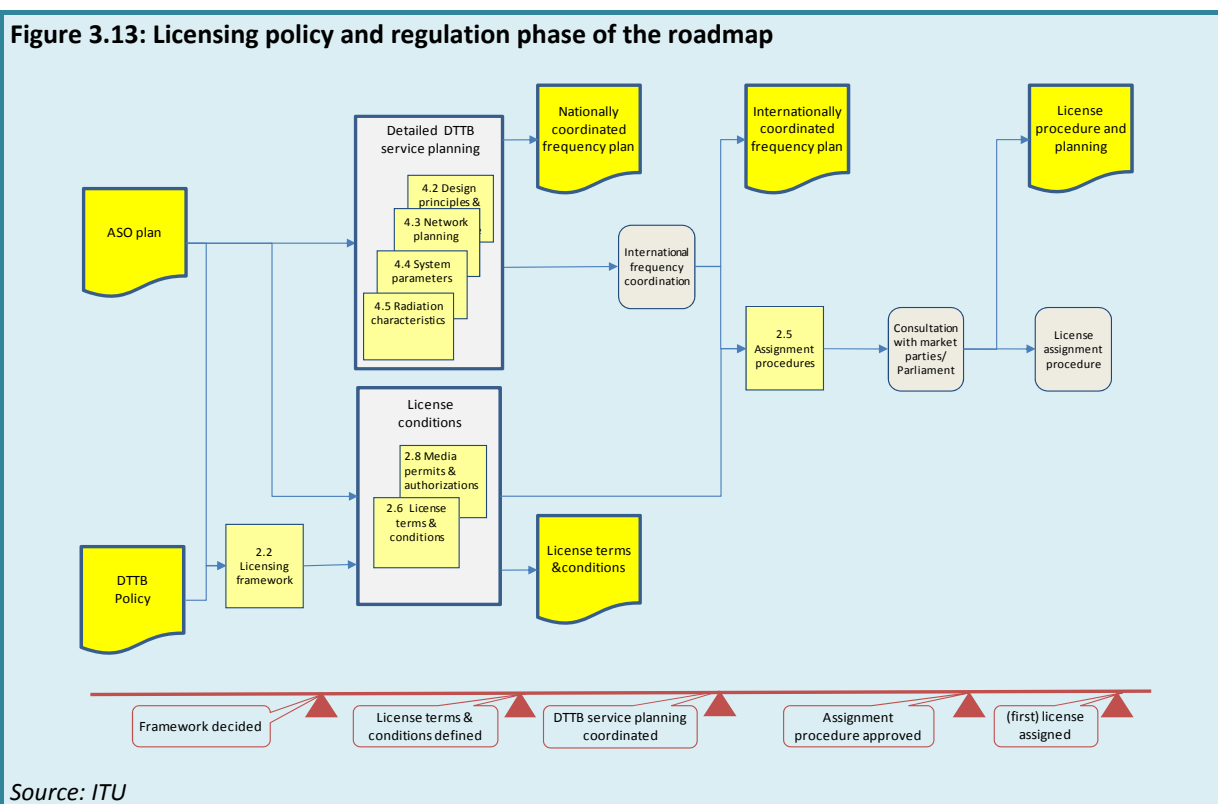 Figure 3.13: Licensing policy and regulation phase of the roadmap
Detailed DTTB
service planning
4.2 Design
principles &
4.3 Network
planning
4.4 System
parameters
4.5 Radiation
characteristics
Nationally
coordinated
frequency plan
Internationally
coordinated
frequency plan
License
procedure and
planning
ASO plan
International
frequency
coordination
2.5
Assignment
procedures
Consultation
with market
parties/
Parliament
License
assignment
procedure
License
conditions
2.8 Media
permits &
authorizations
2.6 License
terms &
conditions
2.2
Licensing
framework
DTTB
Policy
License terms
&conditions
Framework decided
License terms &
conditions defined
DTTB service planning
coordinated
Assignment
procedure approved
(first) license
assigned
Source: ITU